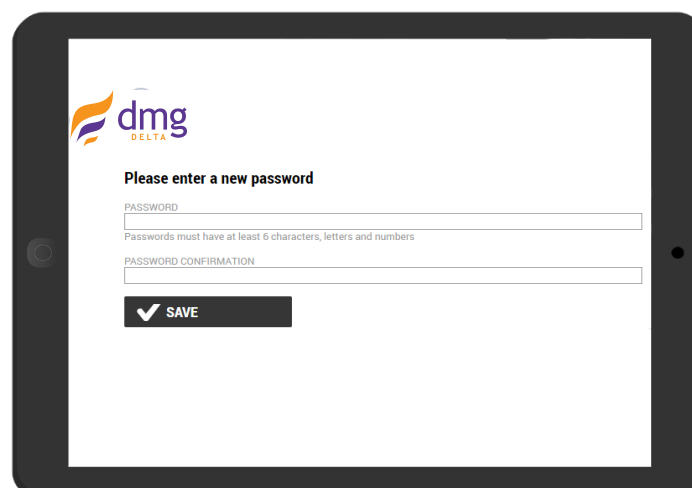 dmg
DELTA
Please enter a new password
PASSWORD
Passwords must have at least 6 characters, letters and numbers
PASSWORD CONFIRMATION
SAVE